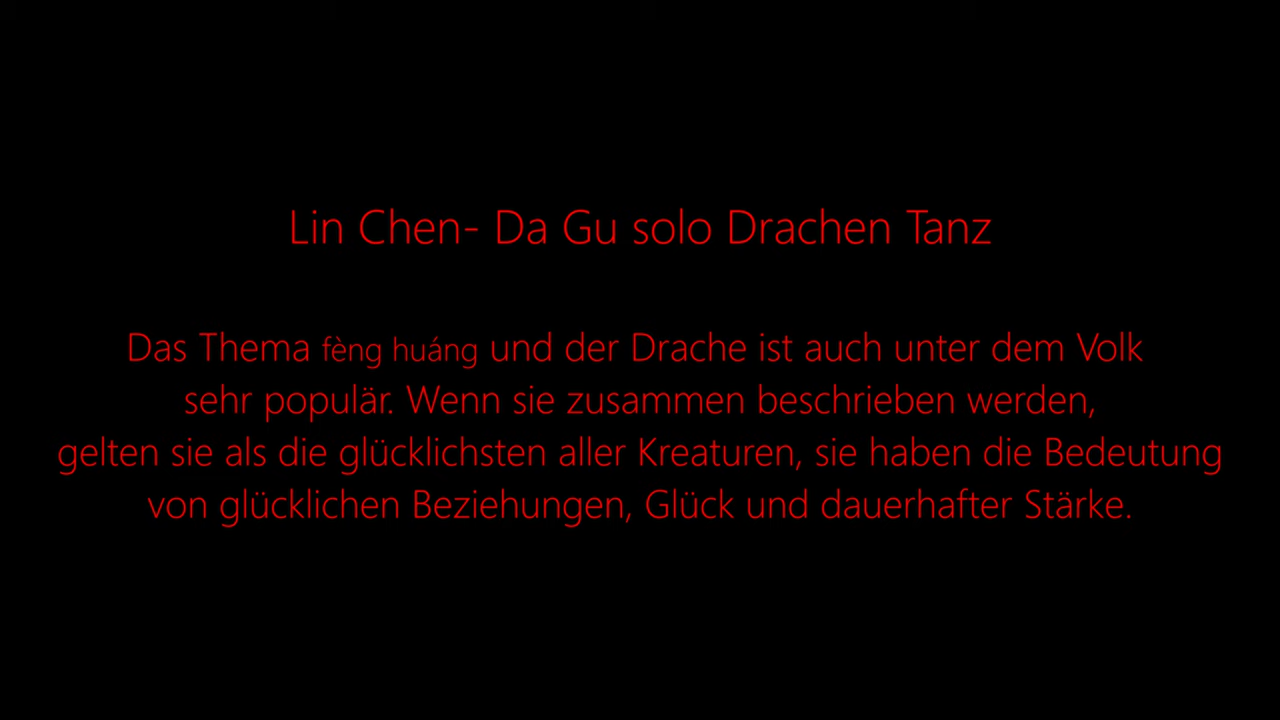 Lin Chen- Da Gu solo Drachen Tanz
Das Thema fèng huáng und der Drache ist auch unter dem Volk
sehr populär. Wenn sie zusammen beschrieben werden,
gelten sie als die glücklichsten aller Kreaturen, sie haben die Bedeutung
von glücklichen Beziehungen, Glück und dauerhafter Stärke.